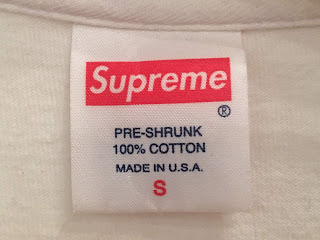 Supreme
®
PRE-SHRUNK
100% COTTON
MADE IN U.S.A.
S